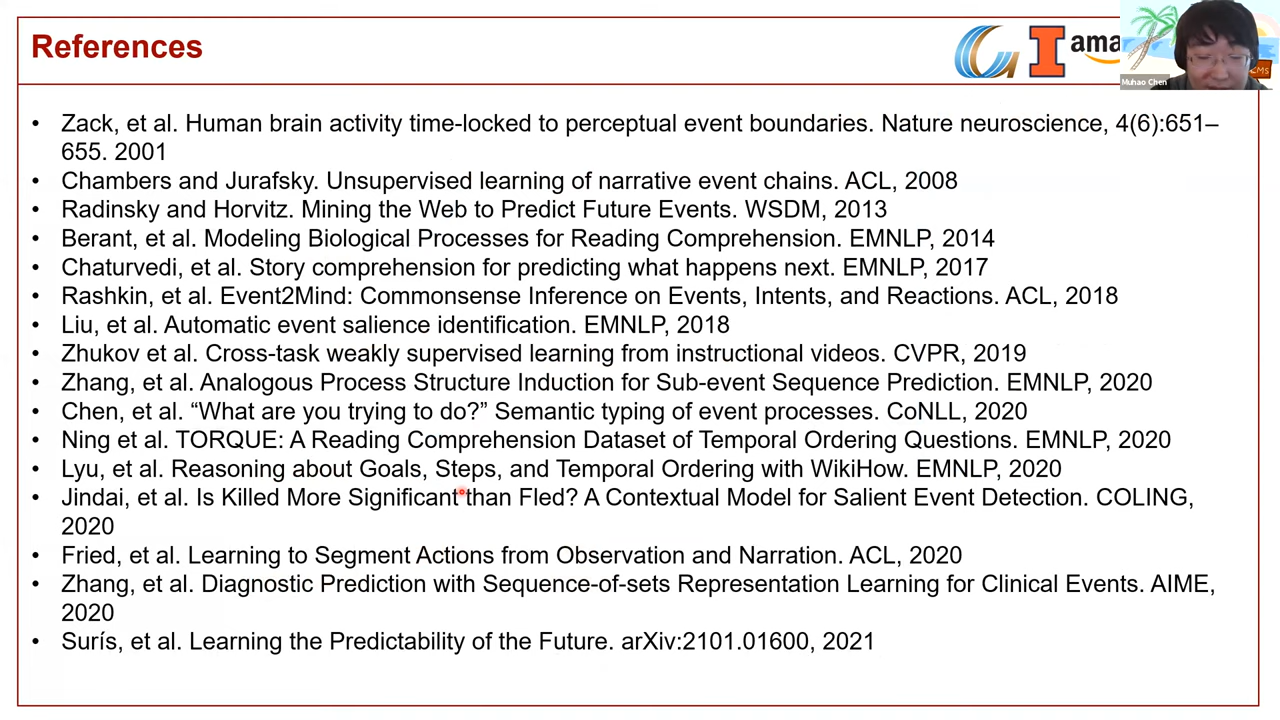 References
ama
Muhao Chen
CMS
• Zack, et al. Human brain activity time-locked to perceptual event boundaries. Nature neuroscience, 4(6):651–
655. 2001
• Chambers and Jurafsky. Unsupervised learning of narrative event chains. ACL, 2008
• Radinsky and Horvitz. Mining the Web to Predict Future Events. WSDM, 2013
• Berant, et al. Modeling Biological Processes for Reading Comprehension. EMNLP, 2014
• Chaturvedi, et al. Story comprehension for predicting what happens next. EMNLP, 2017
• Rashkin, et al. Event2Mind: Commonsense Inference on Events, Intents, and Reactions. ACL, 2018
• Liu, et al. Automatic event salience identification. EMNLP, 2018
• Zhukov et al. Cross-task weakly supervised learning from instructional videos. CVPR, 2019
• Zhang, et al. Analogous Process Structure Induction for Sub-event Sequence Prediction. EMNLP, 2020
• Chen, et al. “What are you trying to do?” Semantic typing of event processes. CoNLL, 2020
• Ning et al. TORQUE: A Reading Comprehension Dataset of Temporal Ordering Questions. EMNLP, 2020
• Lyu, et al. Reasoning about Goals, Steps, and Temporal Ordering with WikiHow. EMNLP, 2020
• Jindai, et al. Is Killed More Significant than Fled? A Contextual Model for Salient Event Detection. COLING,
2020
• Fried, et al. Learning to Segment Actions from Observation and Narration. ACL, 2020
• Zhang, et al. Diagnostic Prediction with Sequence-of-sets Representation Learning for Clinical Events. AIME,
2020
• Surís, et al. Learning the Predictability of the Future. arXiv:2101.01600, 2021